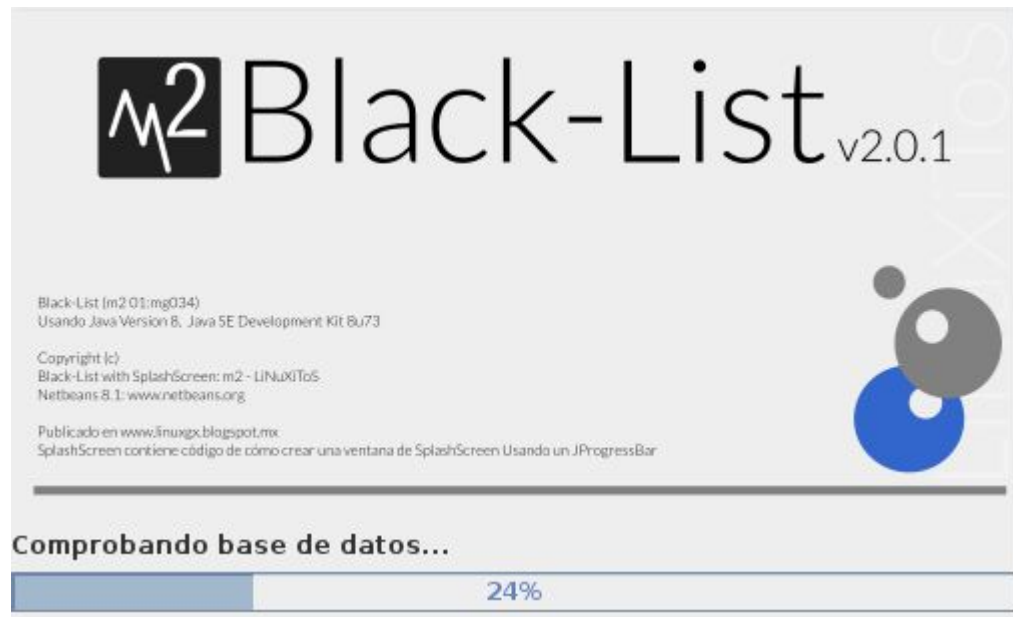 m2 Black-List v2.0.1
Black-List (m2 01:mg034)
Usando Java Version 8, Java SE Development Kit 8u73
Copyright (c)
Black-List with SplashScreen: m2 - LiNuXiToS
Netbeans 8.1: www.netbeans.org
Publicado en www.linuxgx.blogspot.mx
SplashScreen contiene código de cómo crear una ventana de SplashScreen Usando un JProgressBar
LiNuXiToS
Comprobando base de datos...
24%